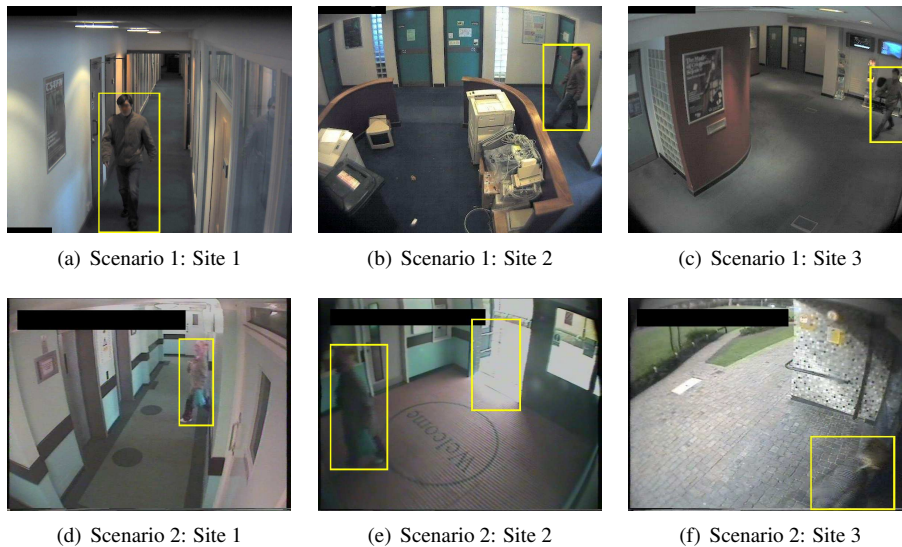 (a) Scenario 1: Site 1
(b) Scenario 1: Site 2
(c) Scenario 1: Site 3
Welcome
(d) Scenario 2: Site 1
(e) Scenario 2: Site 2
(f) Scenario 2: Site 3